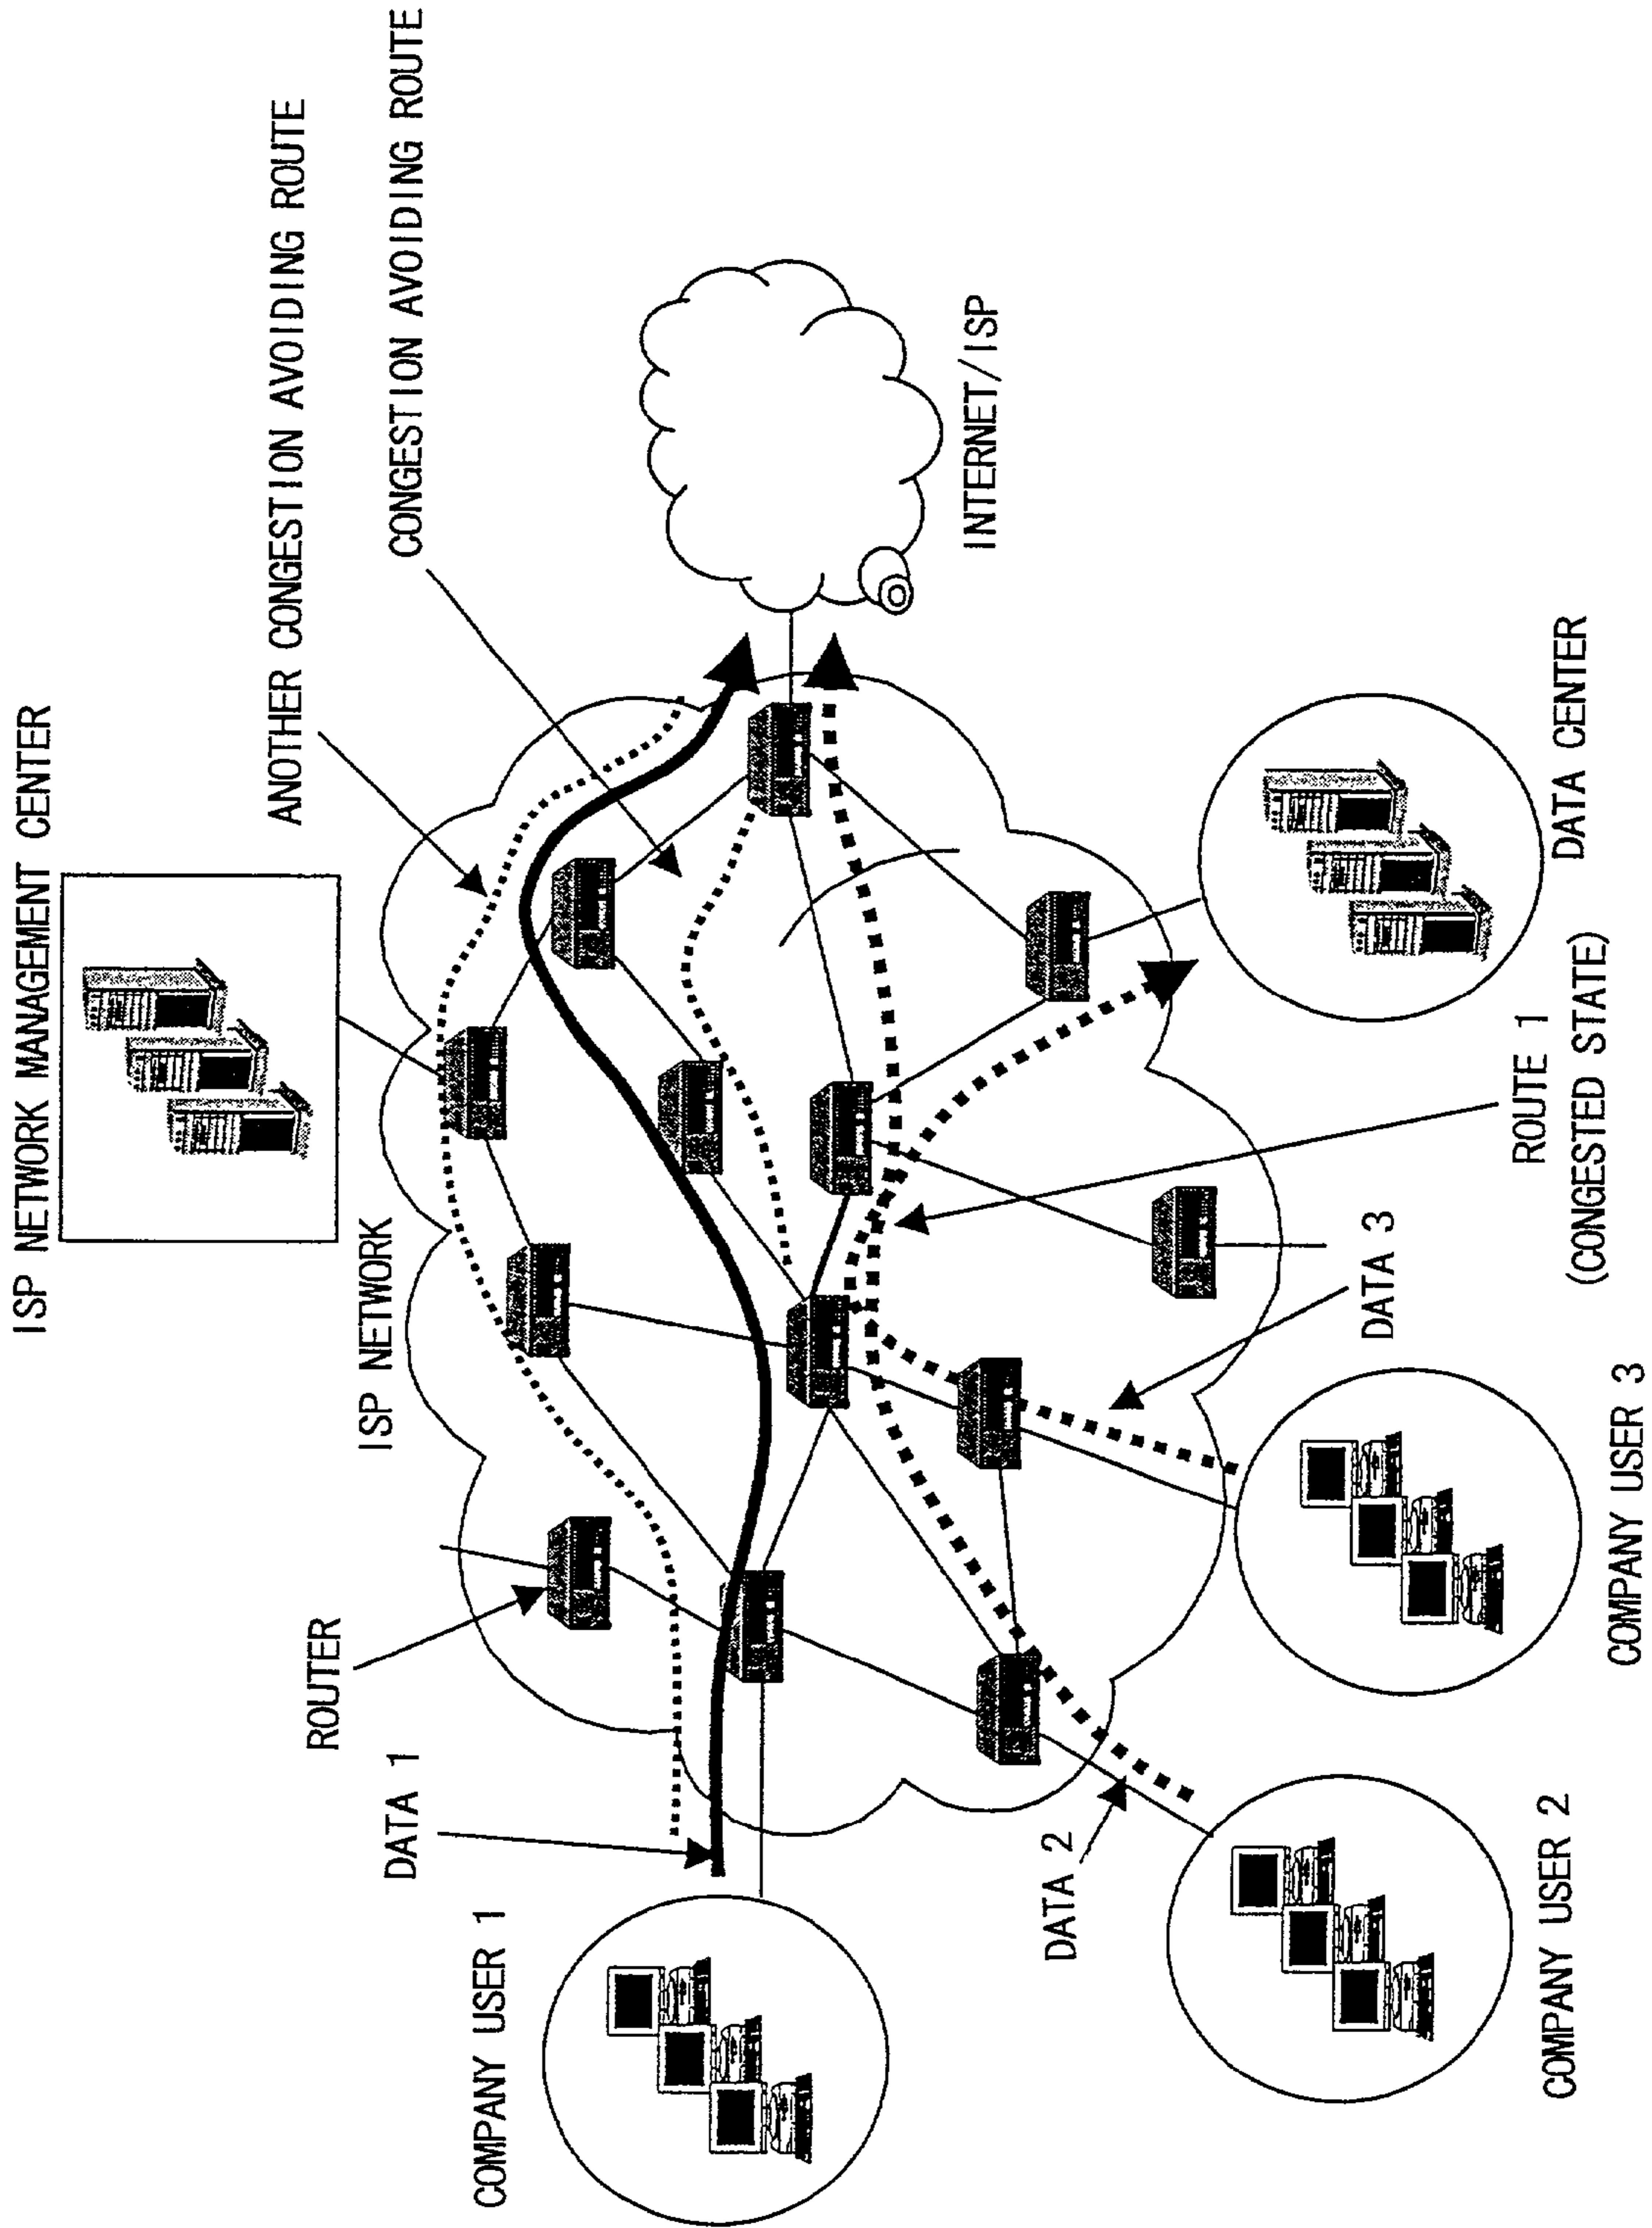 ISP NETWORK MANAGEMENT CENTER
ANOTHER CONGESTION AVOIDING ROUTE
CONGESTION AVOIDING ROUTE
ISP NETWORK
ROUTER
DATA 1
COMPANY USER 1
INTERNET/ISP
DATA CENTER
ROUTE 1
(CONGESTED STATE)
DATA 3
COMPANY USER 3
DATA 2
COMPANY USER 2